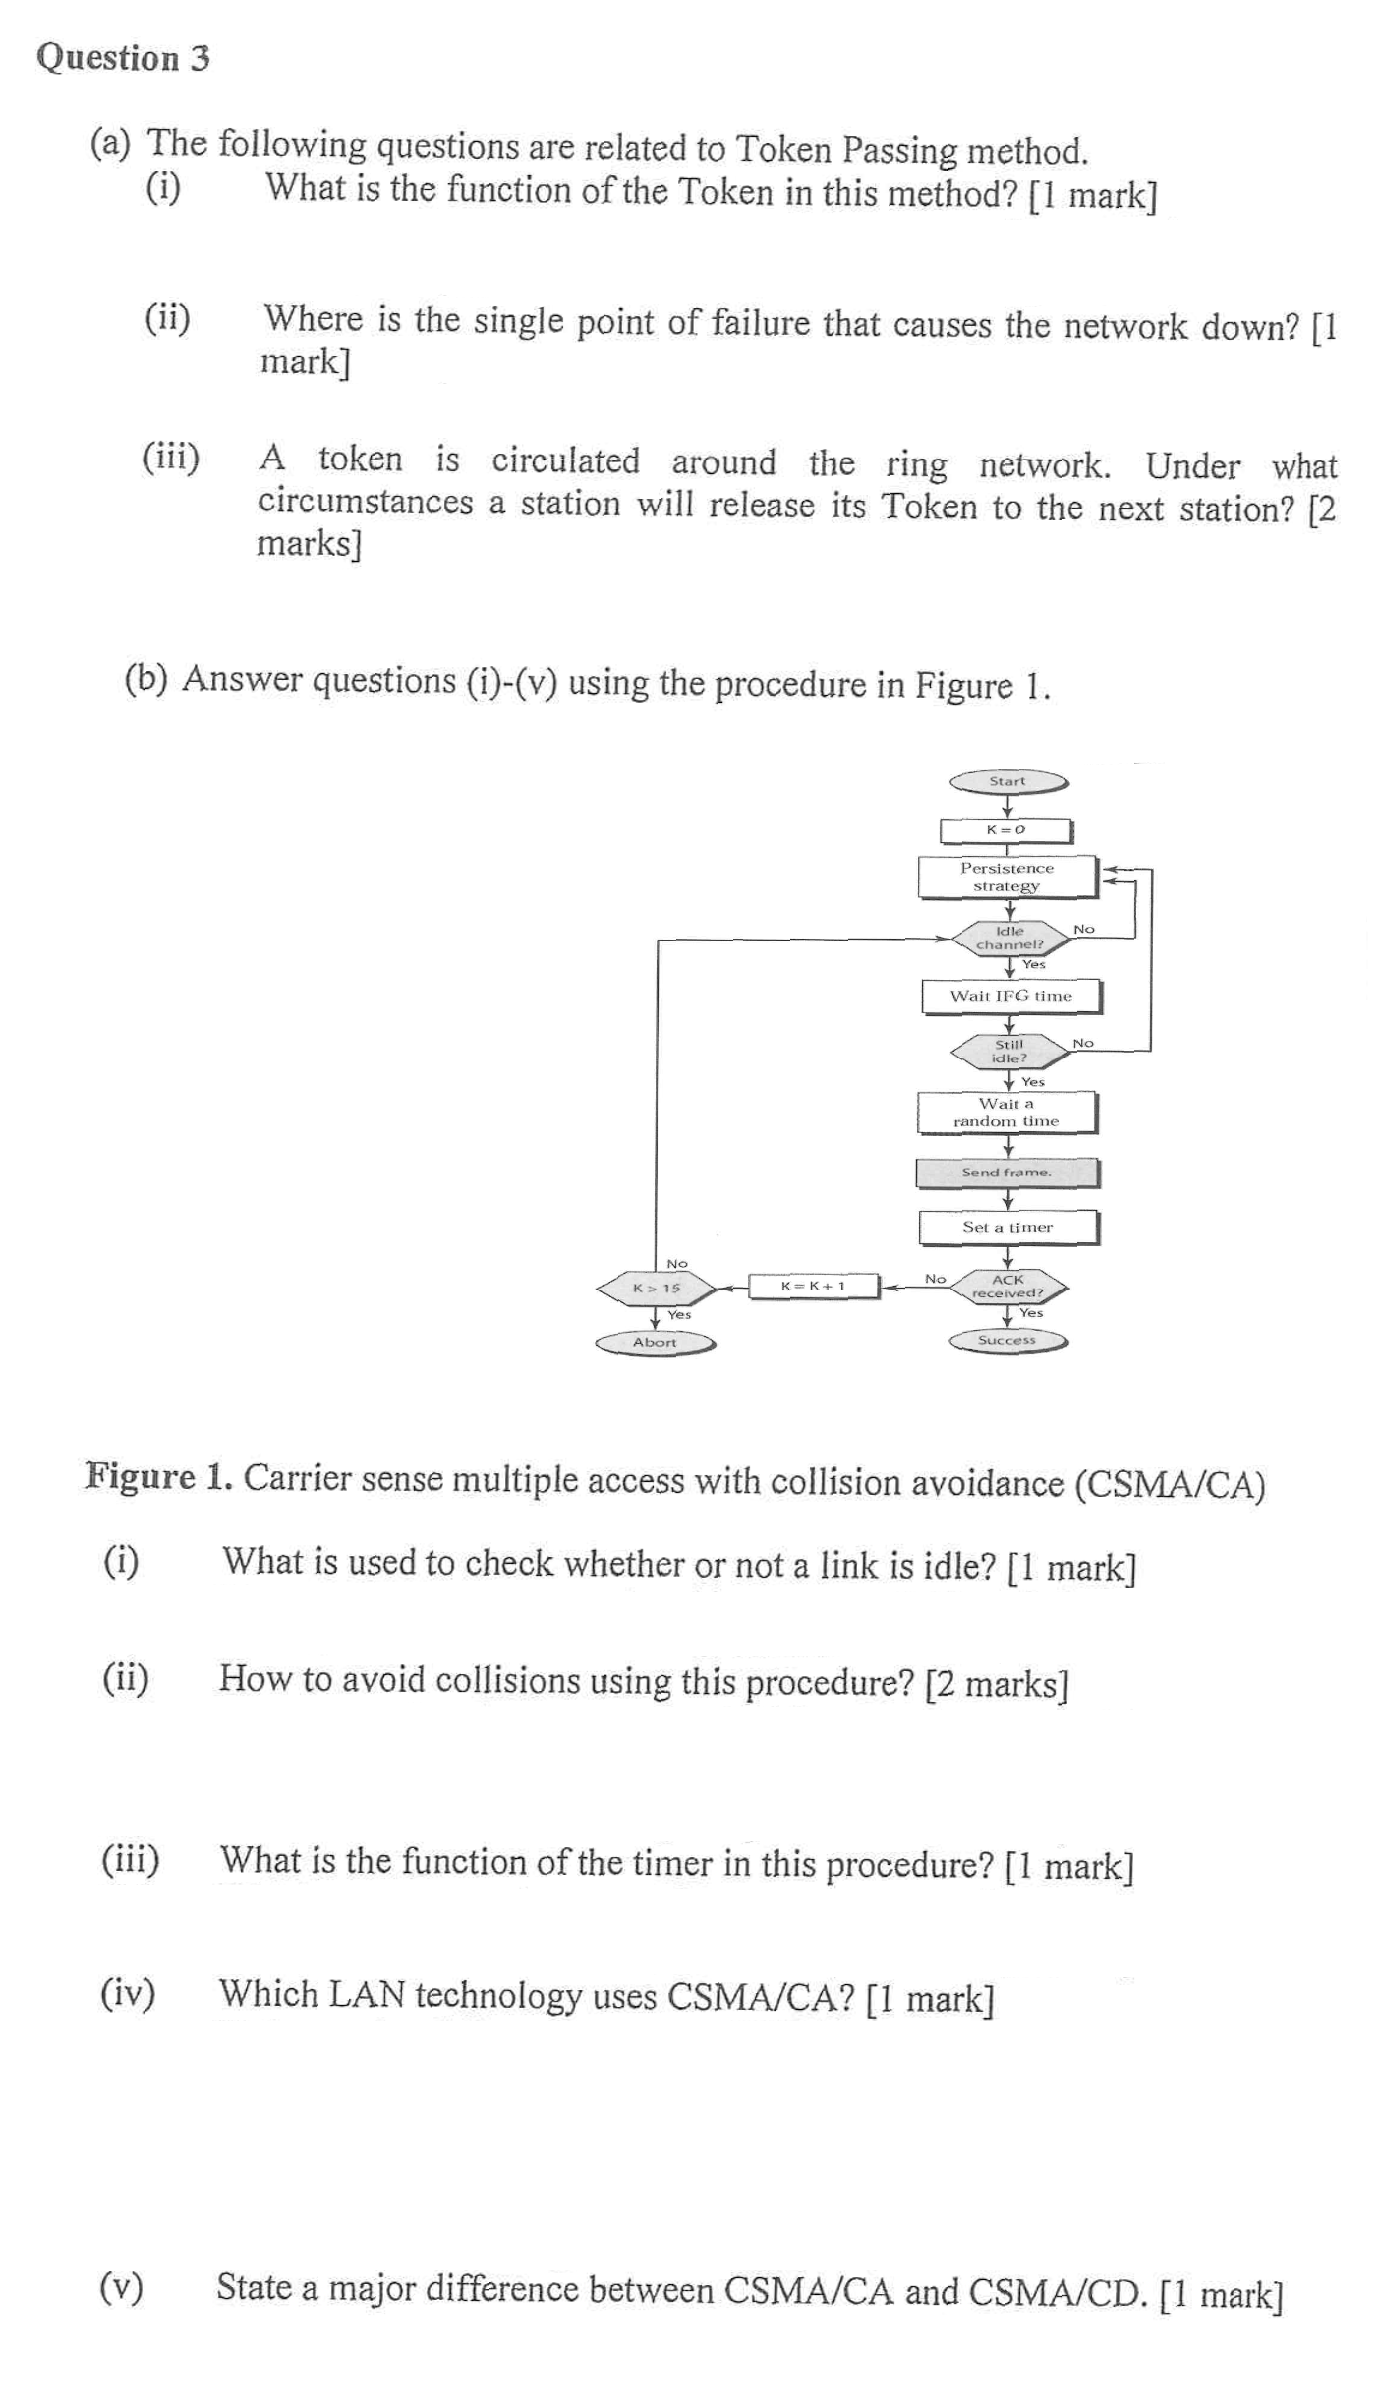 Question 3
(a) The following questions are related to Token Passing method.
(i) What is the function of the Token in this method? [1 mark]
(ii) Where is the single point of failure that causes the network down? [1
mark]
(iii) A token is circulated around the ring network. Under what
circumstances a station will release its Token to the next station? [2
marks]
(b) Answer questions (i)-(v) using the procedure in Figure 1.
Start
K = 0
Persistence
strategy
Idle
channel?
No
Yes
Wait IFG time
Still
idle?
No
Yes
Wait a
random time
Send frame.
Set a timer
ACK
received?
No
Yes
K = K + 1
K > 15
No
Yes
Abort
Success
Figure 1. Carrier sense multiple access with collision avoidance (CSMA/CA)
(i) What is used to check whether or not a link is idle? [1 mark]
(ii) How to avoid collisions using this procedure? [2 marks]
(iii) What is the function of the timer in this procedure? [1 mark]
(iv) Which LAN technology uses CSMA/CA? [1 mark]
(v) State a major difference between CSMA/CA and CSMA/CD. [1 mark]